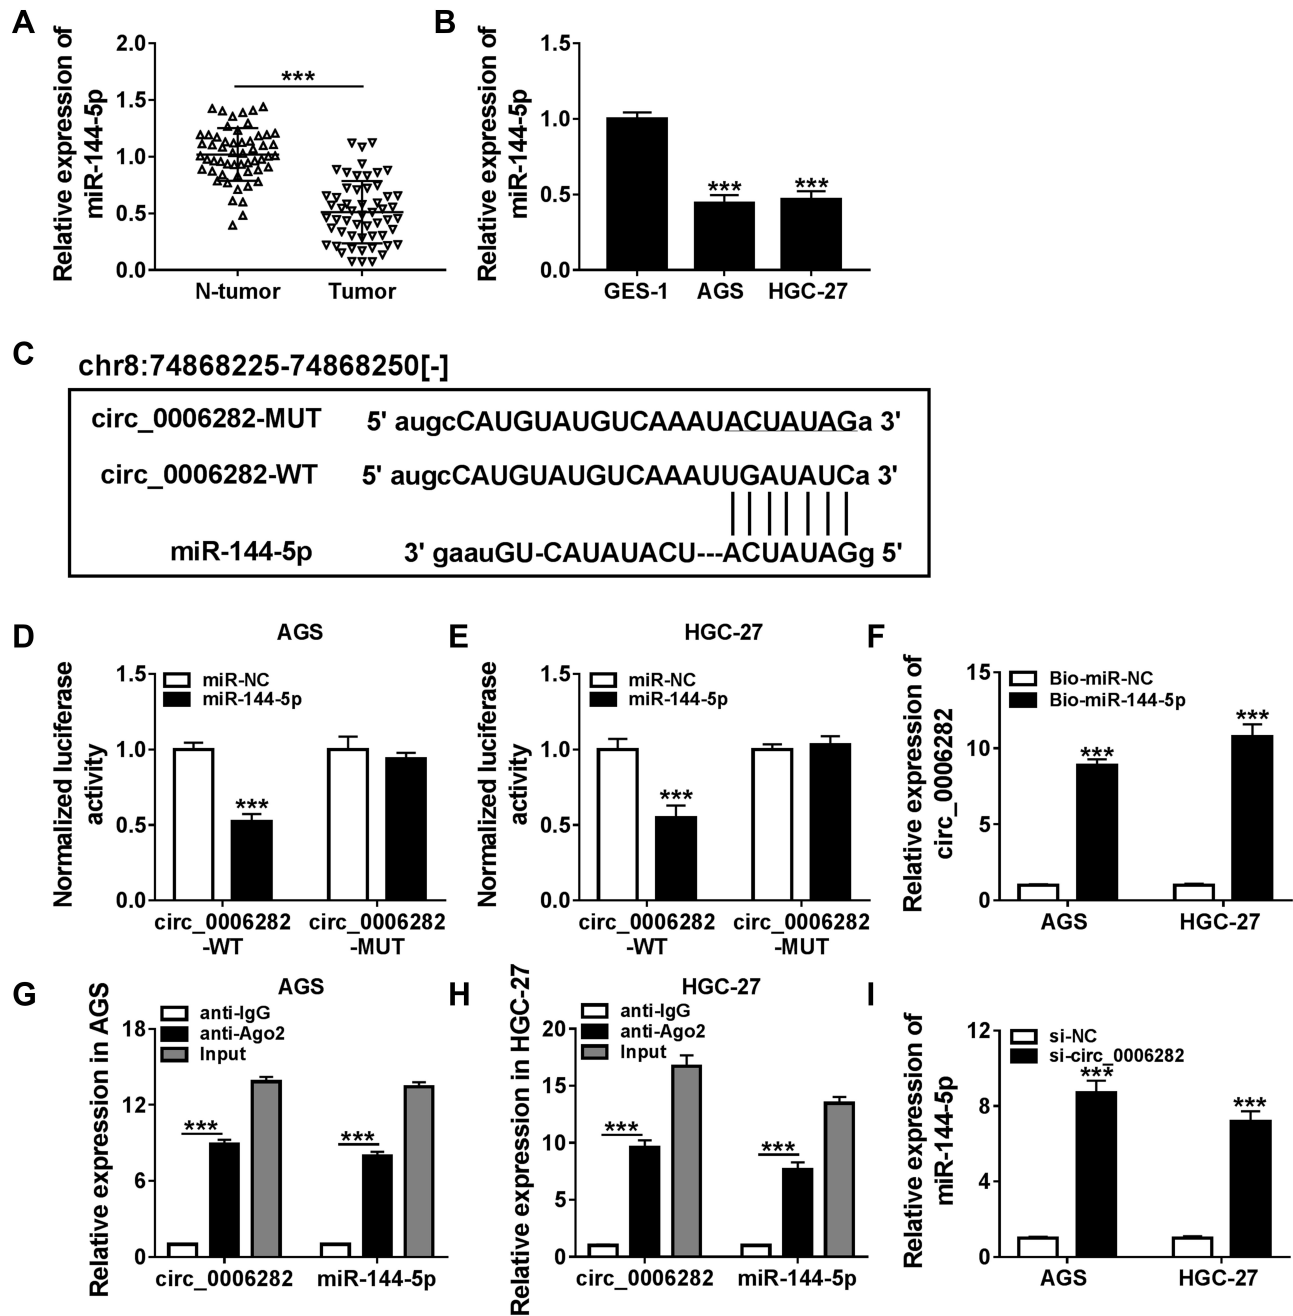 A
Relative expression of
miR-144-5p
2.0
1.5
1.0
0.5
0.0
***
N-tumor
Tumor
B
Relative expression of
miR-144-5p
1.5
1.0
0.5
0.0
***
***
GES-1
AGS
HGC-27
C
chr8:74868225-74868250[-]
circ_0006282-MUT 5' augcCAUGUAUGUCAAAUACUAUAGa 3'
circ_0006282-WT 5' augcCAUGUAUGUCAAAUUGAUAUCa 3'
miR-144-5p 3' gaauGU-CAUAUACU---ACUAUAGg 5'
D
AGS
Normalized luciferase
activity
1.5
1.0
0.5
0.0
miR-NC
miR-144-5p
***
circ_0006282
-WT
circ_0006282
-MUT
E
HGC-27
Normalized luciferase
activity
1.5
1.0
0.5
0.0
miR-NC
miR-144-5p
***
circ_0006282
-WT
circ_0006282
-MUT
F
Relative expression of
circ_0006282
15
10
5
0
Bio-miR-NC
Bio-miR-144-5p
***
***
AGS
HGC-27
G
AGS
Relative expression in AGS
18
12
6
0
anti-IgG
anti-Ago2
Input
***
***
circ_0006282
miR-144-5p
H
HGC-27
Relative expression in HGC-27
20
15
10
5
0
anti-IgG
anti-Ago2
Input
***
***
circ_0006282
miR-144-5p
I
Relative expression of
miR-144-5p
12
8
4
0
si-NC
si-circ_0006282
***
***
AGS
HGC-27